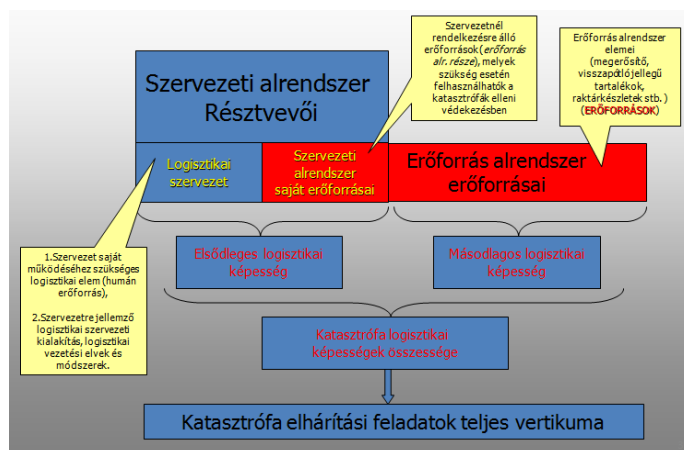 Szervezeti alrendszer
Résztvevői
Szervezetnél
rendelkezésre álló
erőforrások(erőforrás
alr. része), melyek
szükség esetén
felhasználhatók a
katasztrófák elleni
védekezésben
Erőforrás alrendszer
elemei
(megerősítő,
visszapótló jellegű
tartalékok,
raktárkészletek stb.)
(ERŐFORRÁSOK)
Logisztikai
szervezet
Szervezeti
alrendszer
saját erőforrásai
Erőforrás alrendszer
erőforrásai
1.Szervezet saját
működéséhez szükséges
logisztikai elem (humán
erőforrás),
2.Szervezetre jellemző
logisztikai szervezeti
kialakítás, logisztikai
vezetési elvek és
módszerek.
Elsődleges logisztikai
képesség
Másodlagos logisztikai
képesség
Katasztrófa logisztikai
képességek összessége
Katasztrófa elhárítási feladatok teljes vertikuma